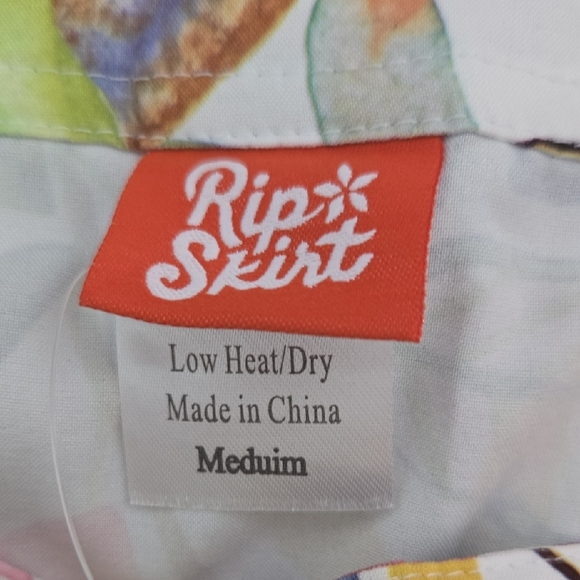 Rip
Skirt
Low Heat/Dry
Made in China
Meduim